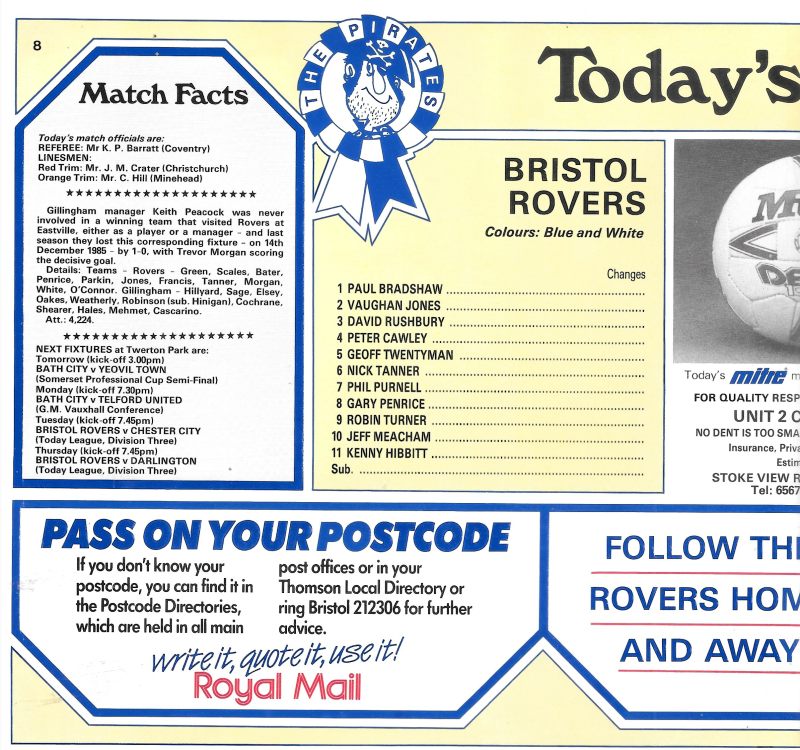 8
THE PIRATES
Today's
Match Facts
Today's match officials are:
REFEREE: Mr K. P. Barratt (Coventry)
LINESMEN:
Red Trim: Mr. J. M. Crater (Christchurch)
Orange Trim: Mr. C. Hill (Minehead)
Gillingham manager Keith Peacock was never
involved in a winning team that visited Rovers at
Eastville, either as a player or a manager – and last
season they lost this corresponding fixture – on 14th
December 1985 – by 1-0, with Trevor Morgan scoring
the decisive goal.
Details: Teams – Rovers – Green, Scales, Bater,
Penrice, Parkin, Jones, Francis, Tanner, Morgan,
White, O'Connor. Gillingham – Hillyard, Sage, Elsey,
Oakes, Weatherly, Robinson (sub. Hinigan), Cochrane,
Shearer, Hales, Mehmet, Cascarino.
Att.: 4,224.
NEXT FIXTURES at Twerton Park are:
Tomorrow (kick-off 3.00pm)
BATH CITY v YEOVIL TOWN
(Somerset Professional Cup Semi-Final)
Monday (kick-off 7.30pm)
BATH CITY v TELFORD UNITED
(G.M. Vauxhall Conference)
Tuesday (kick-off 7.45pm)
BRISTOL ROVERS v CHESTER CITY
(Today League, Division Three)
Thursday (kick-off 7.45pm)
BRISTOL ROVERS v DARLINGTON
(Today League, Division Three)
BRISTOL
ROVERS
Colours: Blue and White
Changes
1 PAUL BRADSHAW
2 VAUGHAN JONES
3 DAVID RUSHBURY
4 PETER CAWLEY
5 GEOFF TWENTYMAN
6 NICK TANNER
7 PHIL PURNELL
8 GARY PENRICE
9 ROBIN TURNER
10 JEFF MEACHAM
11 KENNY HIBBITT
Sub.
Today's mitre m
FOR QUALITY RESP
UNIT 2 C
NO DENT IS TOO SMA
Insurance, Priva
Estim
STOKE VIEW R
Tel: 6567
PASS ON YOUR POSTCODE
If you don't know your
postcode, you can find it in
the Postcode Directories,
which are held in all main
post offices or in your
Thomson Local Directory or
ring Bristol 212306 for further
advice.
write it, quote it, use it!
Royal Mail
FOLLOW THE
ROVERS HOM
AND AWAY